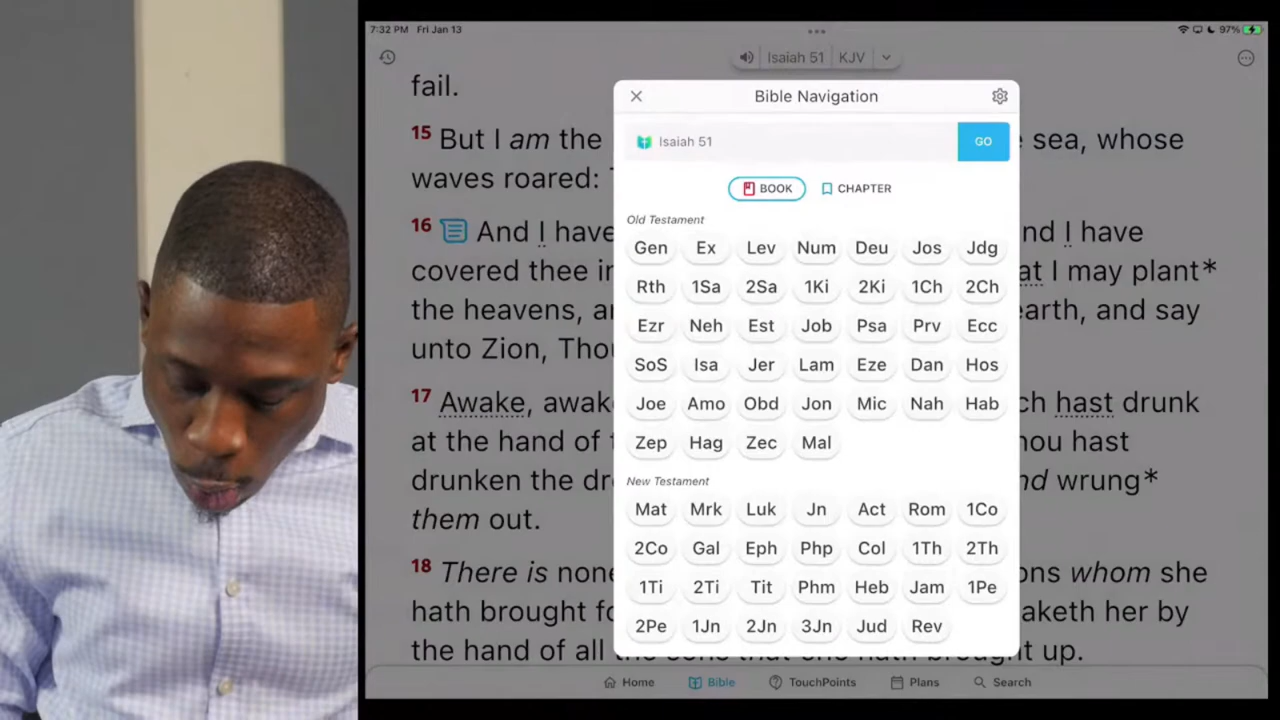 7:32 PM Fri Jan 13
97%
Isaiah 51 KJV
fail.
Bible Navigation
15 But I am the
sea, whose
Isaiah 51
GO
waves roared:
BOOK
CHAPTER
Old Testament
16 And I have
nd I have
Gen Ex Lev Num Deu Jos Jdg
covered thee in
at I may plant*
Rth 1Sa 2Sa 1Ki 2Ki 1Ch 2Ch
the heavens, a
earth, and say
Ezr Neh Est Job Psa Prv Ecc
unto Zion, Thou
SoS Isa Jer Lam Eze Dan Hos
17 Awake, awak
ch hast drunk
Joe Amo Obd Jon Mic Nah Hab
at the hand of
hou hast
Zep Hag Zec Mal
drunken the dr
nd wrung*
New Testament
them out.
Mat Mrk Luk Jn Act Rom 1Co
2Co Gal Eph Php Col 1Th 2Th
18 There is none
ons whom she
1Ti 2Ti Tit Phm Heb Jam 1Pe
hath brought fo
aketh her by
2Pe 1Jn 2Jn 3Jn Jud Rev
the hand of all the sons that she hath brought up.
Home Bible TouchPoints Plans Search